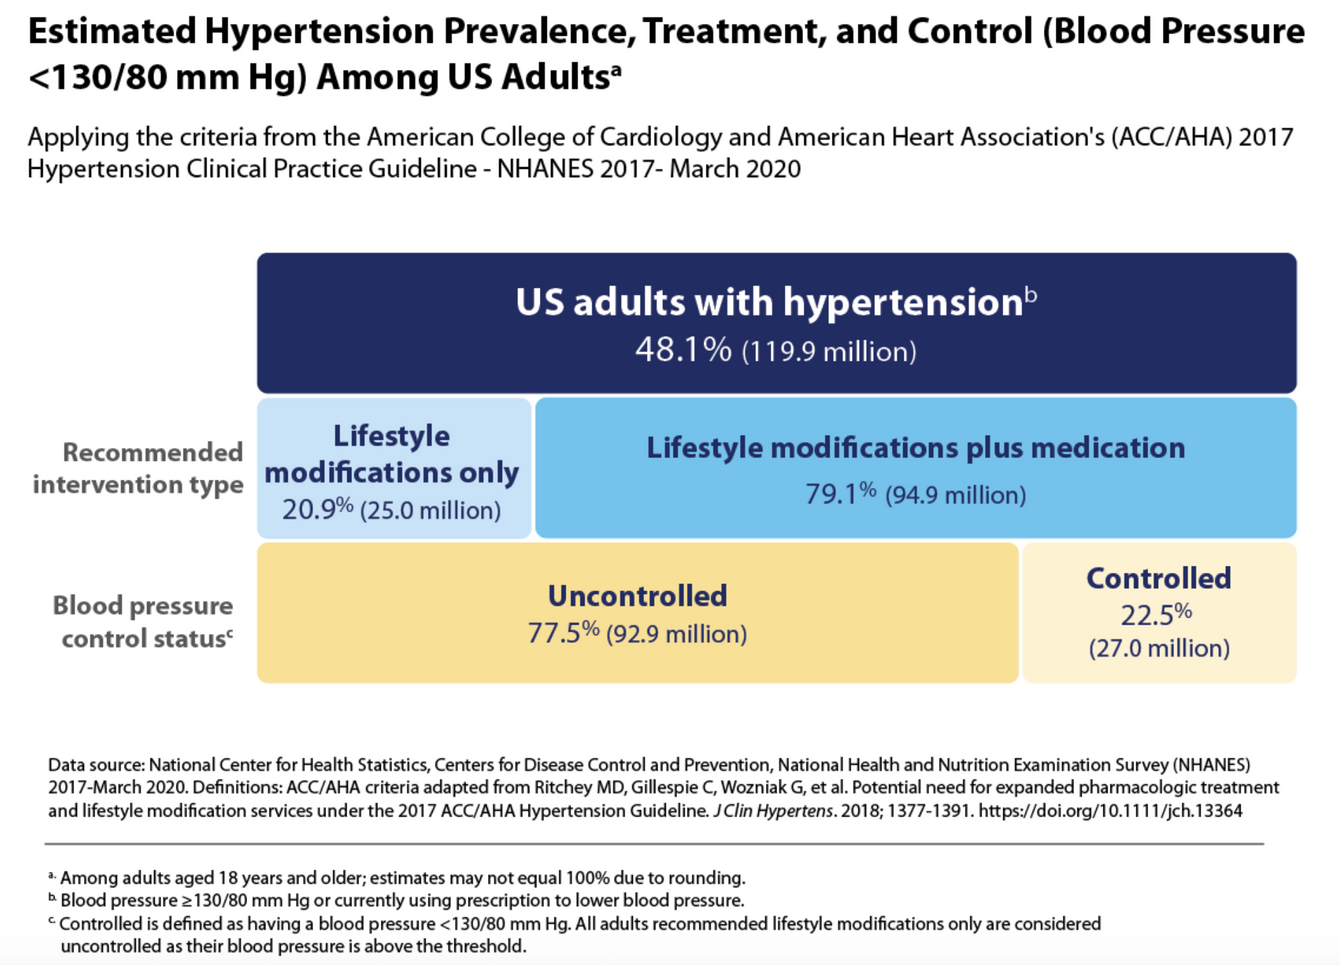 Estimated Hypertension Prevalence, Treatment, and Control (Blood Pressure
<130/80 mm Hg) Among US Adultsᵃ
Applying the criteria from the American College of Cardiology and American Heart Association's (ACC/AHA) 2017
Hypertension Clinical Practice Guideline - NHANES 2017- March 2020
US adults with hypertensionᵇ
48.1% (119.9 million)
Recommended
intervention type
Lifestyle
modifications only
20.9% (25.0 million)
Lifestyle modifications plus medication
79.1% (94.9 million)
Blood pressure
control statusᶜ
Uncontrolled
77.5% (92.9 million)
Controlled
22.5%
(27.0 million)
Data source: National Center for Health Statistics, Centers for Disease Control and Prevention, National Health and Nutrition Examination Survey (NHANES)
2017-March 2020. Definitions: ACC/AHA criteria adapted from Ritchey MD, Gillespie C, Wozniak G, et al. Potential need for expanded pharmacologic treatment
and lifestyle modification services under the 2017 ACC/AHA Hypertension Guideline. J Clin Hypertens. 2018; 1377-1391. https://doi.org/10.1111/jch.13364
a. Among adults aged 18 years and older; estimates may not equal 100% due to rounding.
b. Blood pressure ≥130/80 mm Hg or currently using prescription to lower blood pressure.
c. Controlled is defined as having a blood pressure <130/80 mm Hg. All adults recommended lifestyle modifications only are considered
uncontrolled as their blood pressure is above the threshold.